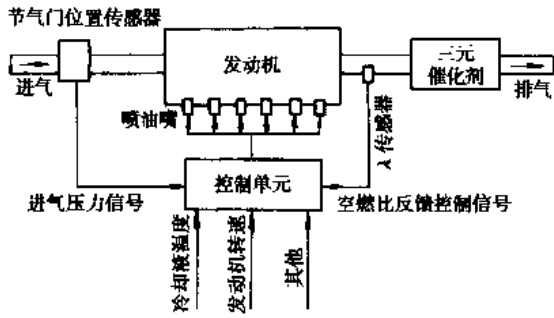 节气门位置传感器
进气
发动机
三元
催化剂
排气
喷油嘴
λ传感器
控制单元
进气压力信号
空燃比反馈控制信号
冷却液温度
发动机转速
其他